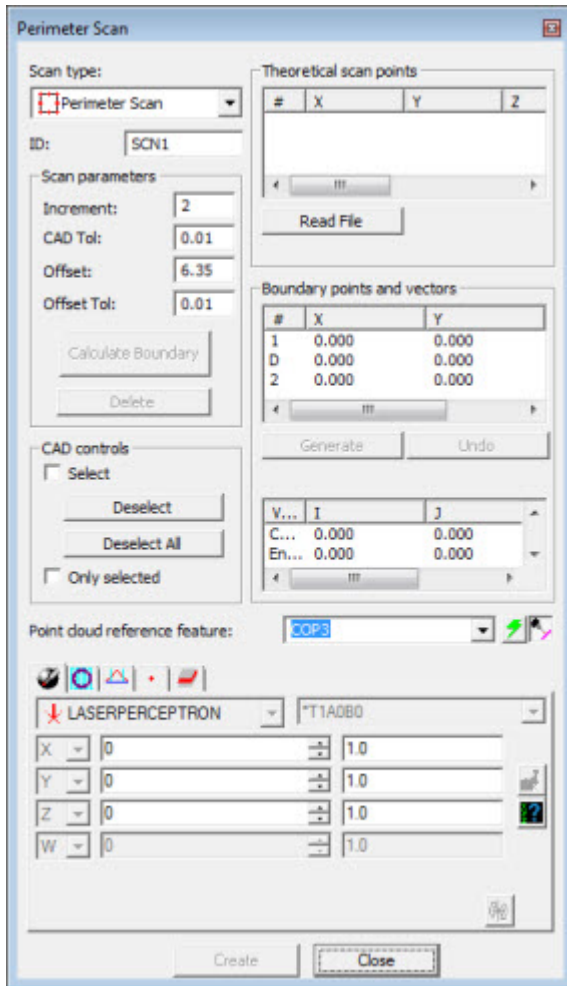 Perimeter Scan
Scan type:
Perimeter Scan
ID: SCN1
Scan parameters
Increment: 2
CAD Tol: 0.01
Offset: 6.35
Offset Tol: 0.01
Calculate Boundary
Delete
CAD controls
Select
Deselect
Deselect All
Only selected
Theoretical scan points
# X Y Z
Read File
Boundary points and vectors
# X Y
1 0.000 0.000
D 0.000 0.000
2 0.000 0.000
Generate Undo
V... I J
C... 0.000 0.000
En... 0.000 0.000
Point cloud reference feature: COP3
LASERPERCEPTRON *T1A0B0
X 0 1.0
Y 0 1.0
Z 0 1.0
W 0 1.0
Create Close